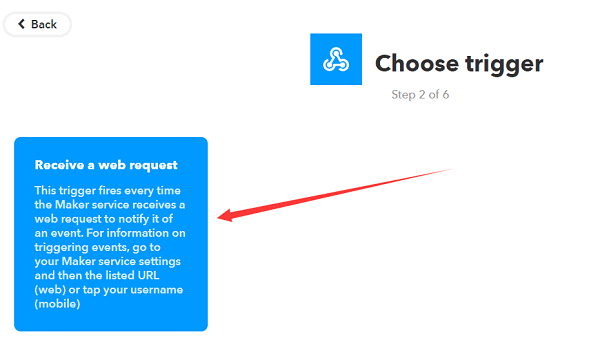 Back
Choose trigger
Step 2 of 6
Receive a web request
This trigger fires every time
the Maker service receives a
web request to notify it of
an event. For information on
triggering events, go to
your Maker service settings
and then the listed URL
(web) or tap your username
(mobile)